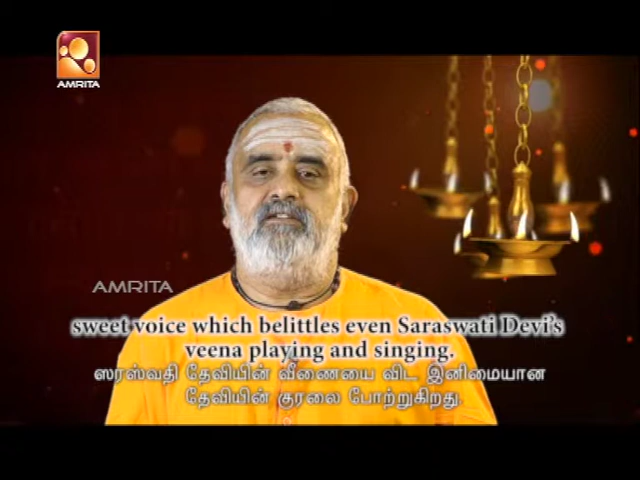 AMRITA
AMRITA
sweet voice which belittles even Saraswati Devi's
veena playing and singing.
ஸரஸ்வதி தேவியின் வீணையை விட இனிமையான
தேவியின் குரலை போற்றுகிறது.